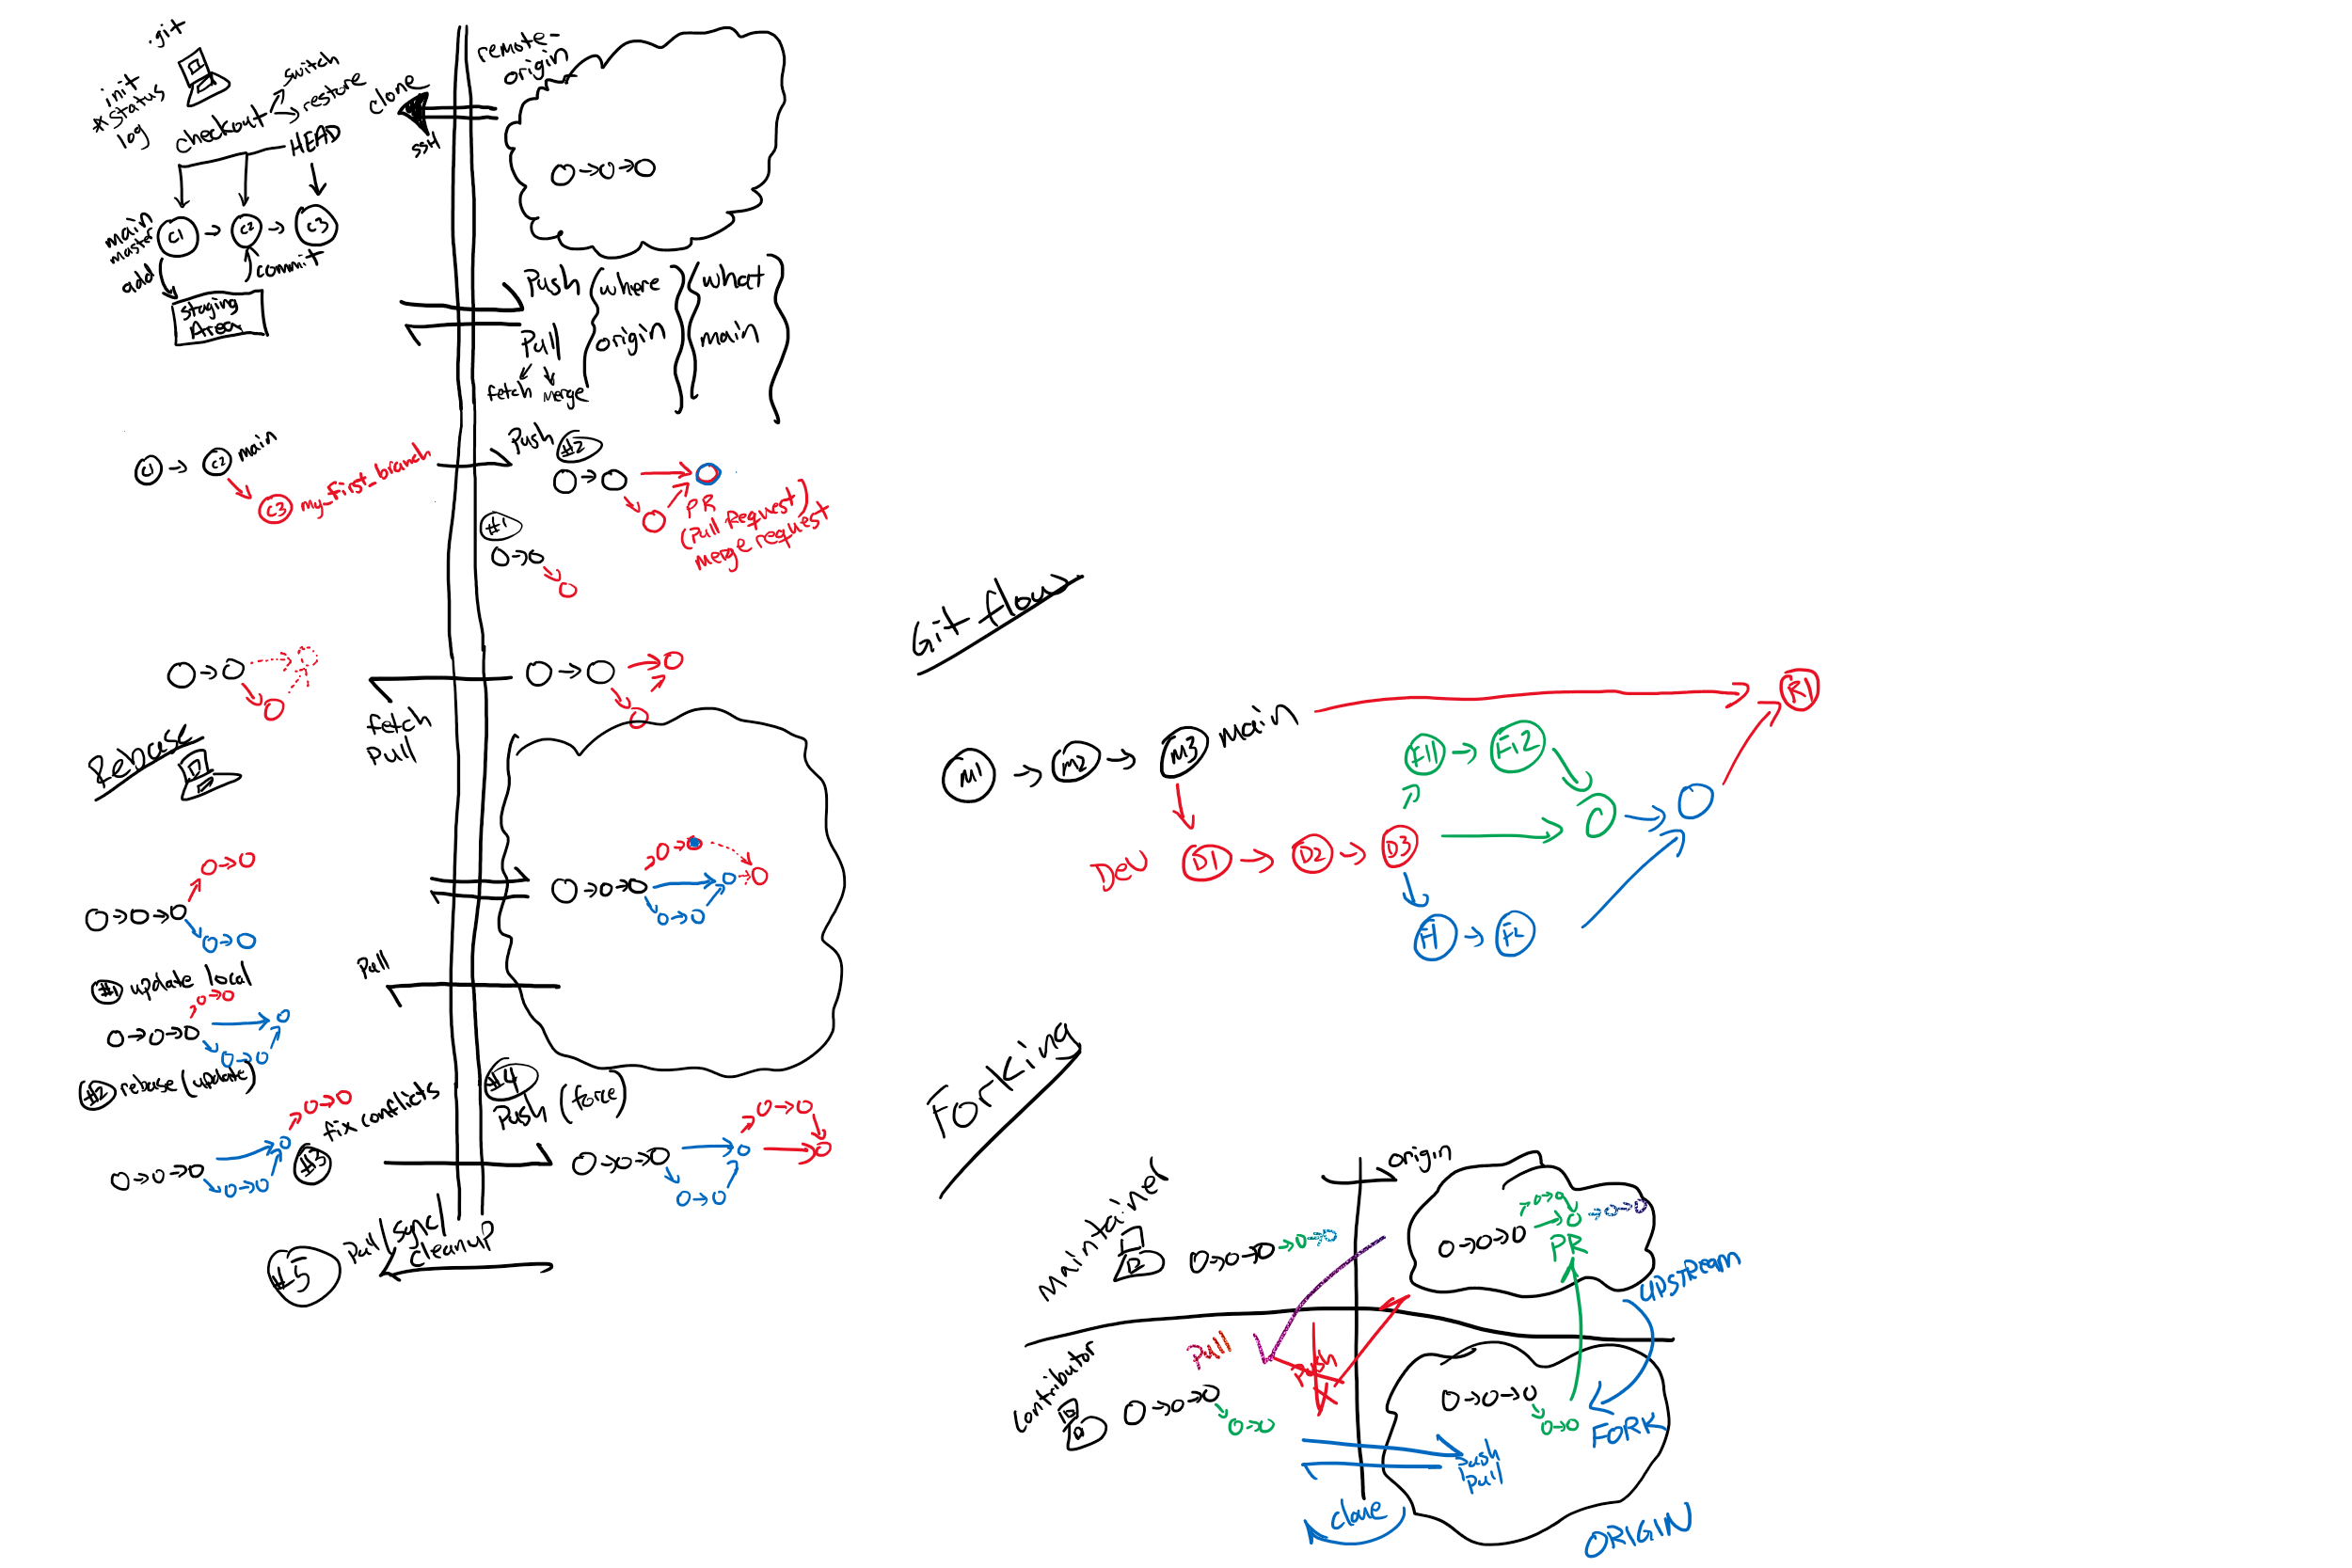 .git
init
*status
log
checkout
switch
restore
HEAD
clone
SSH
remote-
origin
main
master
C1
C2
C3
add
commit
staging
Area
Push
where
what
Pull
origin
main
fetch
merge
C1
C2
main
C3
my_first_branch
Push
#2
PR
(Pull Request)
merge request
#1
fetch
Pull
Rebase
#1 update local
Pull
#2 rebase (update)
#3
fix conflicts
#4
Push (force)
#5
Pull/sync/
cleanup
Git flow
M1
M2
M3
main
R1
F11
Fi2
Dev
D1
D2
D3
F1
F2
Forking
Maintainer
origin
PR
UPSTREAM
Contributor
Pull
Push
FORK
push
pull
clone
ORIGIN